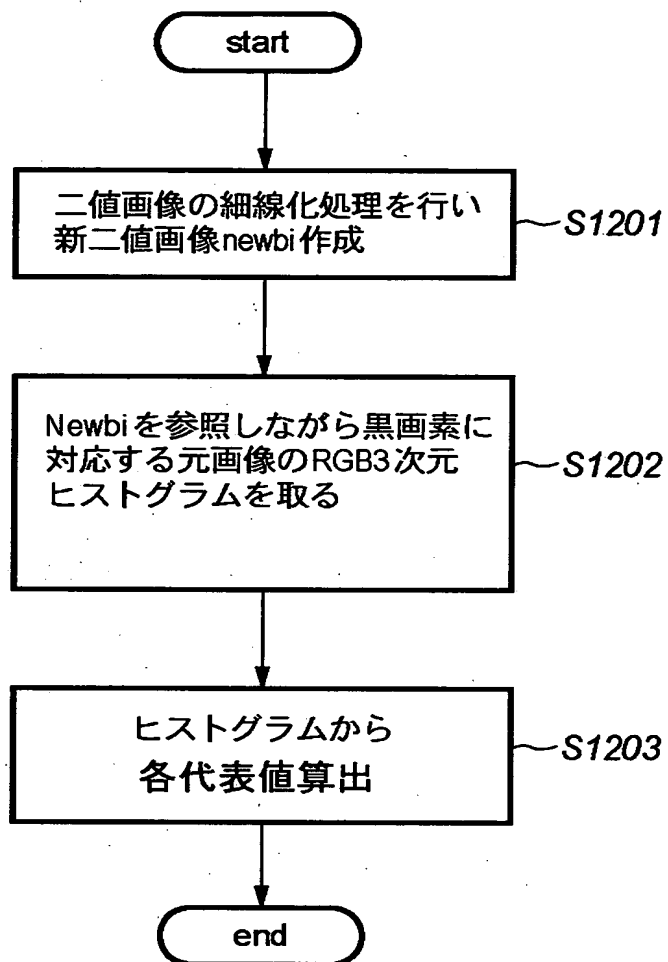 start
二値画像の細線化処理を行い
新二値画像newbi作成
S1201
Newbiを参照しながら黒画素に
対応する元画像のRGB3次元
ヒストグラムを取る
S1202
ヒストグラムから
各代表値算出
S1203
end